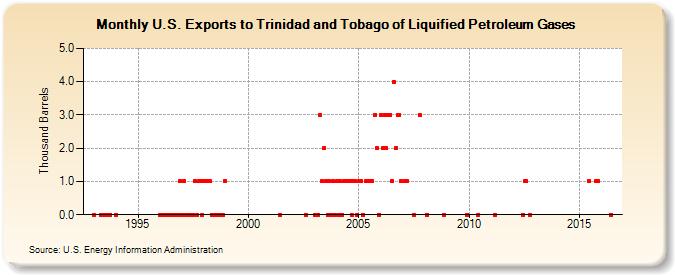 Monthly U.S. Exports to Trinidad and Tobago of Liquified Petroleum Gases
Thousand Barrels
5.0
4.0
3.0
2.0
1.0
0.0
1995 2000 2005 2010 2015
Source: U.S. Energy Information Administration